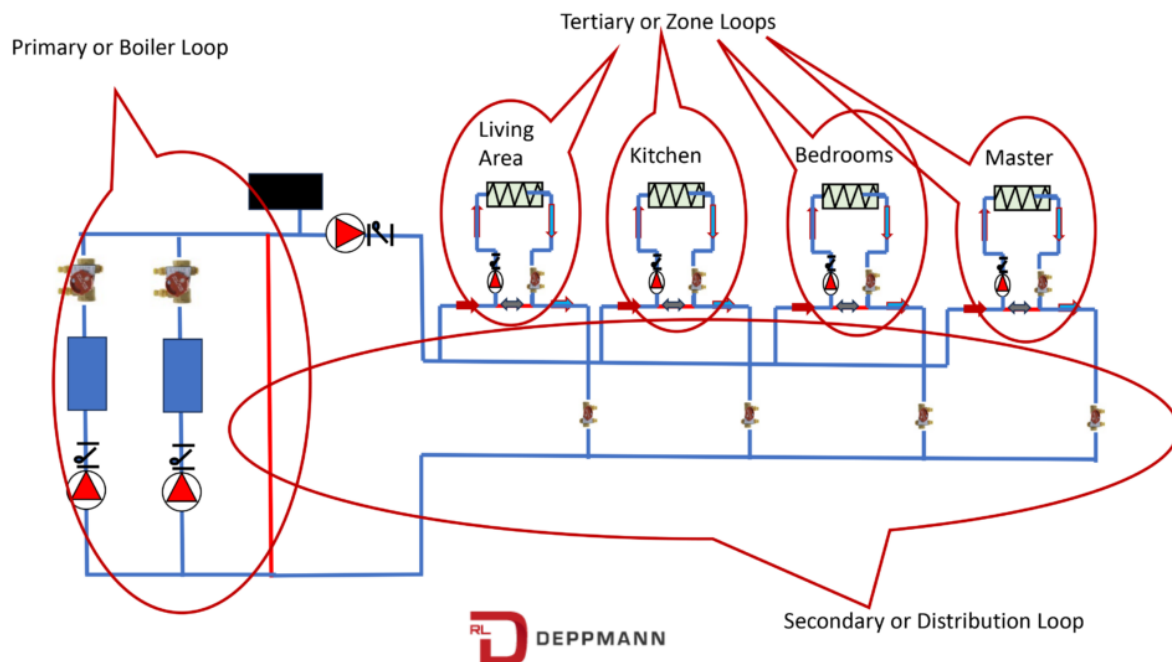 Tertiary or Zone Loops
Primary or Boiler Loop
Living
Area
Kitchen
Bedrooms
Master
Secondary or Distribution Loop
RL
DEPPMANN